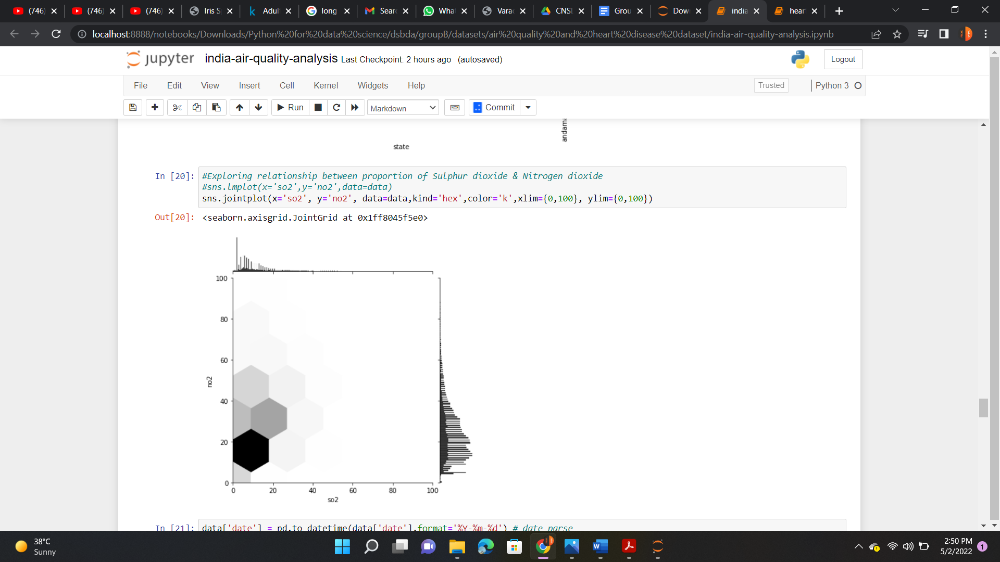 (746)
(746)
(746)
Iris S
Adul
long
Sear
Wha
Vara
CNSL
Grou
Dow
india
hear
localhost:8888/notebooks/Downloads/Python%20for%20data%20science/dsbda/groupB/datasets/air%20quality%20and%20heart%20disease%20dataset/india-air-quality-analysis.ipynb
jupyter india-air-quality-analysis Last Checkpoint: 2 hours ago (autosaved)
Logout
File Edit View Insert Cell Kernel Widgets Help
Trusted Python 3
Run Markdown Commit
andama
state
In [20]: #Exploring relationship between proportion of Sulphur dioxide & Nitrogen dioxide
#sns.lmplot(x='so2',y='no2',data=data)
sns.jointplot(x='so2', y='no2', data=data,kind='hex',color='k',xlim={0,100}, ylim={0,100})
Out[20]: <seaborn.axisgrid.JointGrid at 0x1ff8045f5e0>
100
80
60
no2
40
20
0
0 20 40 60 80 100
so2
In [21]: data['date'] = pd.to_datetime(data['date'],format='%Y-%m-%d') # date parse
38°C
Sunny
2:50 PM
5/2/2022
1